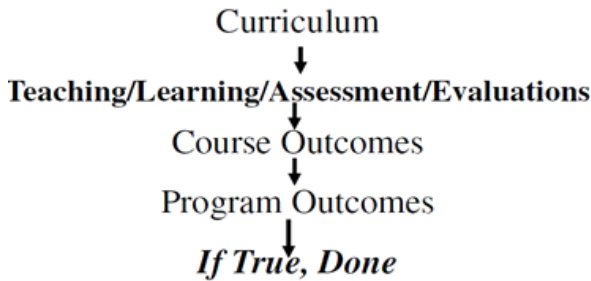 Curriculum
Teaching/Learning/Assessment/Evaluations
Course Outcomes
Program Outcomes
If True, Done